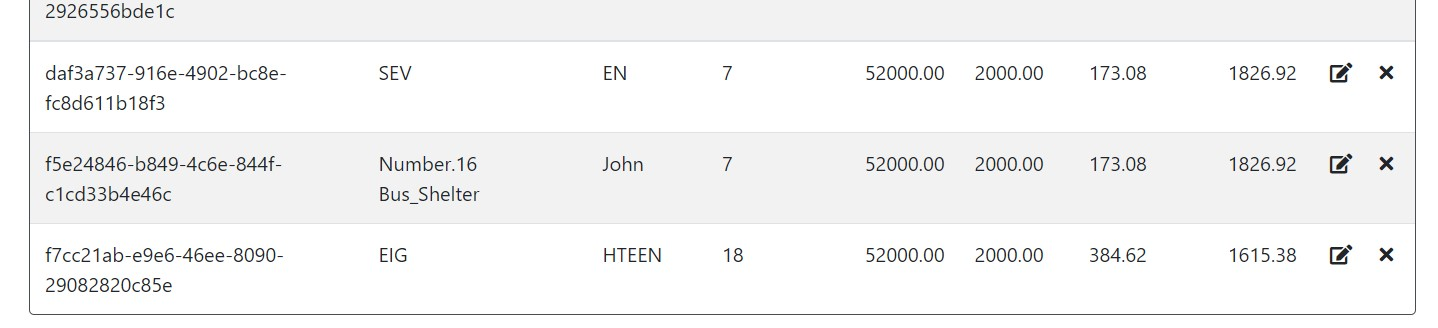 2926556bde1c
daf3a737-916e-4902-bc8e- SEV EN 7 52000.00 2000.00 173.08 1826.92
fc8d611b18f3
f5e24846-b849-4c6e-844f- Number.16 John 7 52000.00 2000.00 173.08 1826.92
c1cd33b4e46c Bus_Shelter
f7cc21ab-e9e6-46ee-8090- EIG HTEEN 18 52000.00 2000.00 384.62 1615.38
29082820c85e